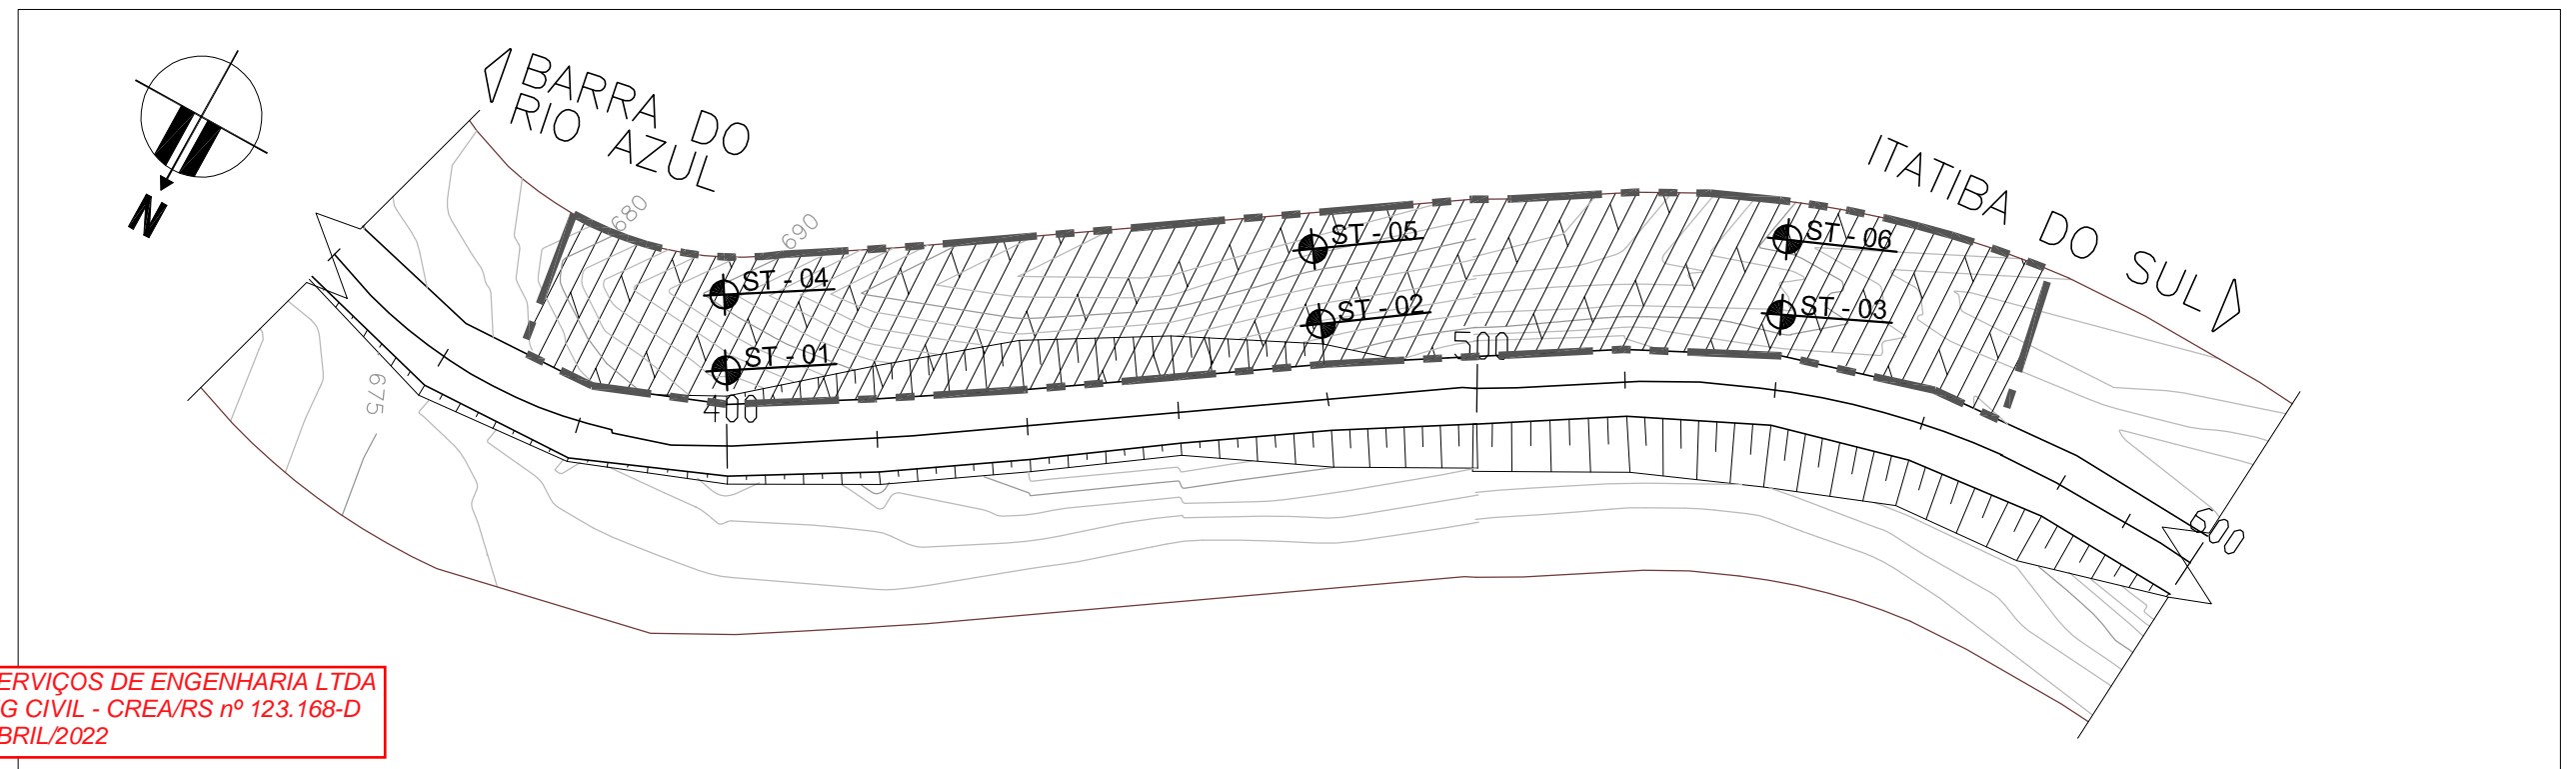 BARRA DO
RIO AZUL
ITATIBA DO SUL
N
680
690
ST - 05
ST - 06
ST - 04
ST - 02
ST - 03
ST - 01
500
400
675
600
ERVIÇOS DE ENGENHARIA LTDA
G CIVIL - CREA/RS nº 123.168-D
BRIL/2022